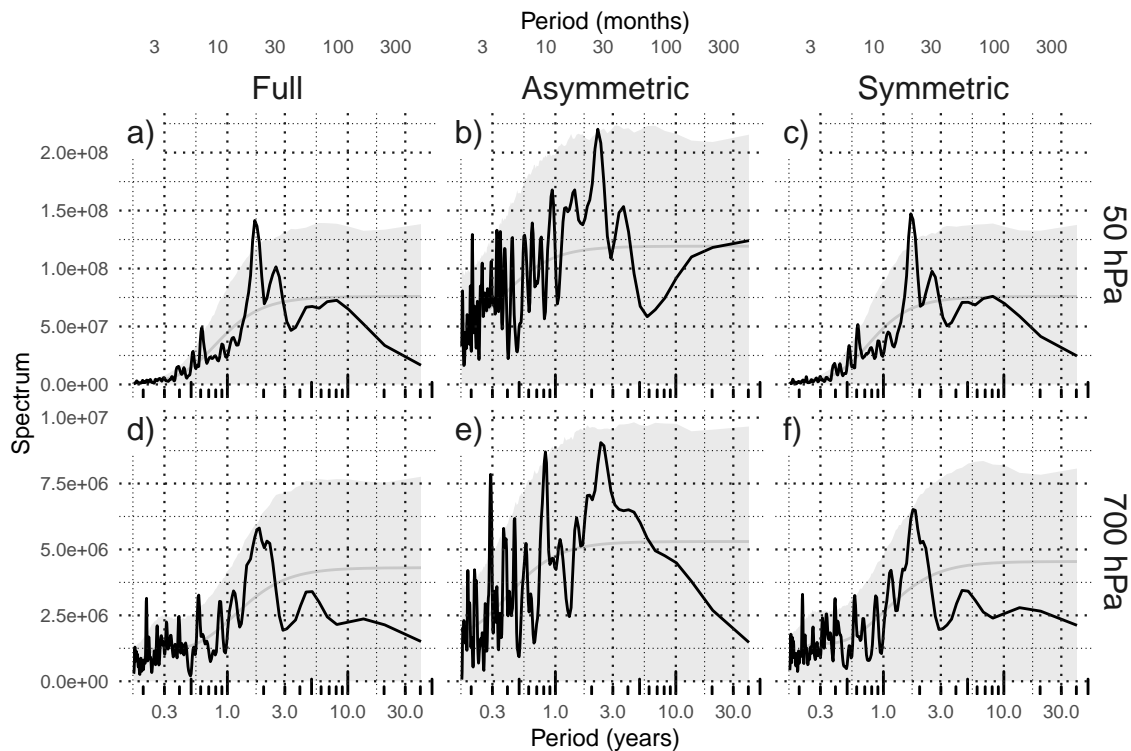 Period (months)
3 10 30 100 300 3 10 30 100 300 3 10 30 100 300
Full Asymmetric Symmetric
a) b) c)
2.0e+08
1.5e+08
1.0e+08
5.0e+07
0.0e+00
50 hPa
Spectrum
d) e) f)
1.0e+07
7.5e+06
5.0e+06
2.5e+06
0.0e+00
700 hPa
0.3 1.0 3.0 10.0 30.0 0.3 1.0 3.0 10.0 30.0 0.3 1.0 3.0 10.0 30.0
Period (years)